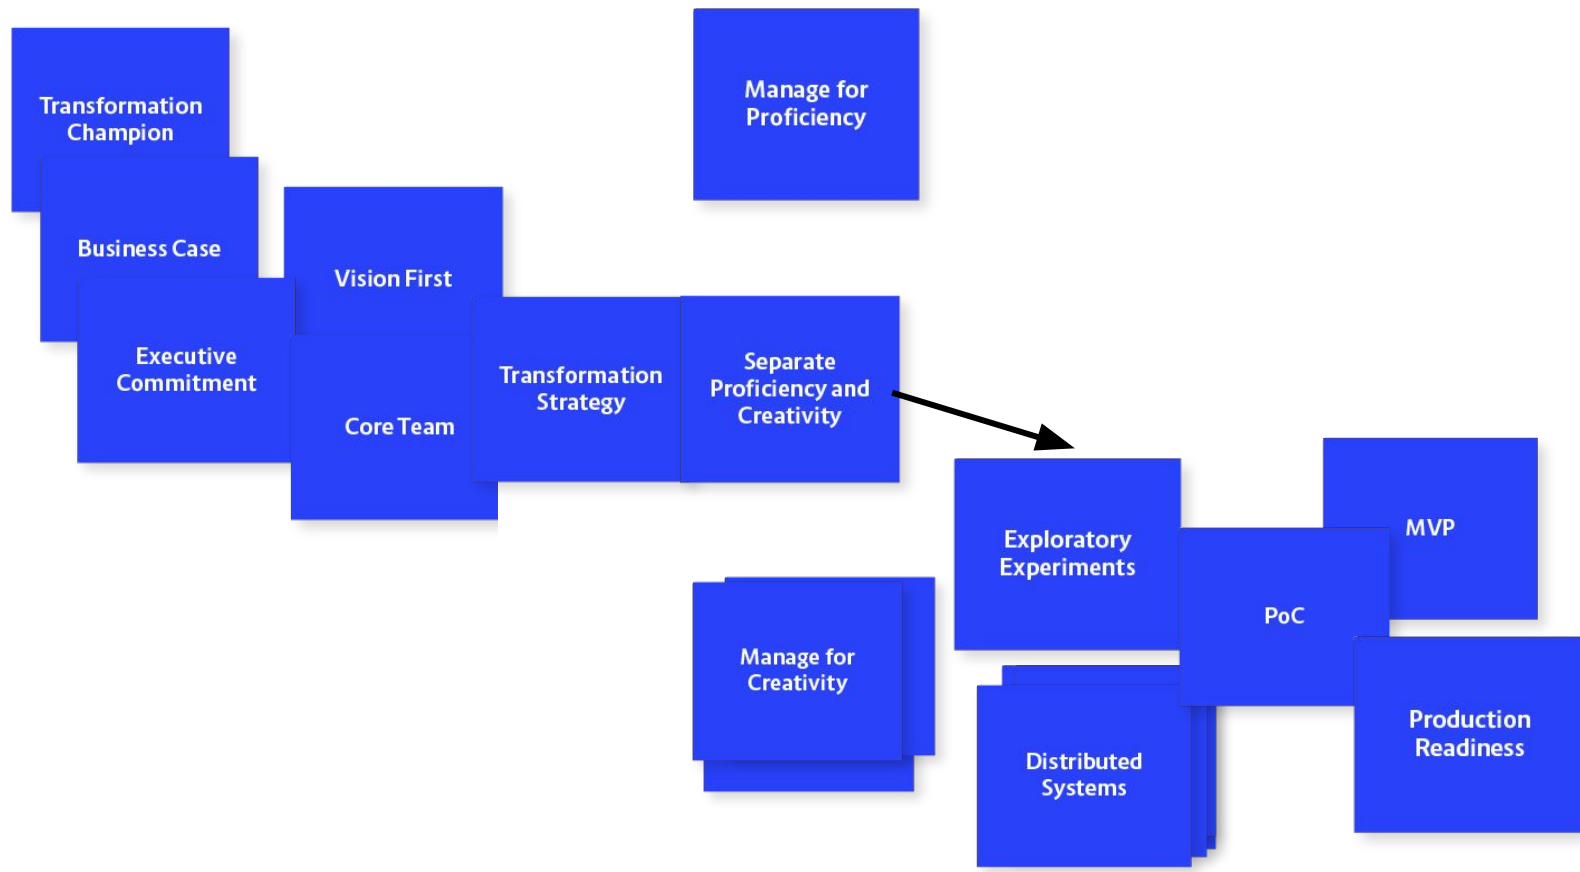 Transformation
Champion
Business Case
Executive
Commitment
Vision First
Core Team
Transformation
Strategy
Manage for
Proficiency
Separate
Proficiency and
Creativity
Manage for
Creativity
Exploratory
Experiments
Distributed
Systems
PoC
MVP
Production
Readiness